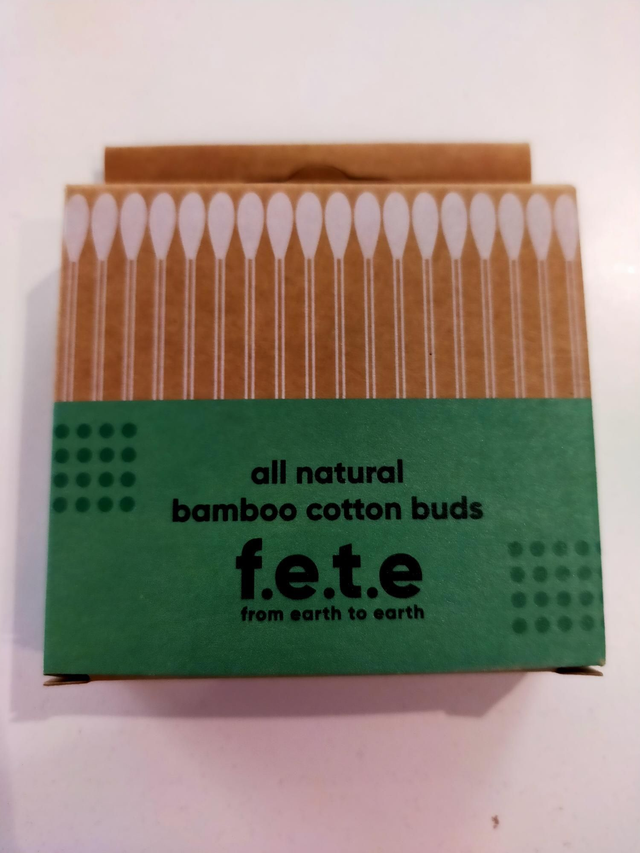 all natural
bamboo cotton buds
f.e.t.e
from earth to earth